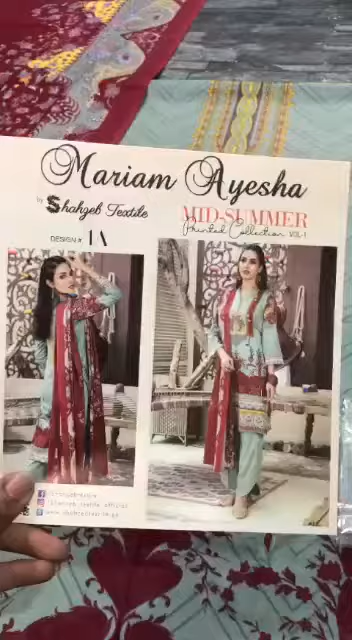 Mariam Ayesha
by Shahzeb Textile
MID-SUMMER
Printed Collection VOL-1
DESIGN # 1A